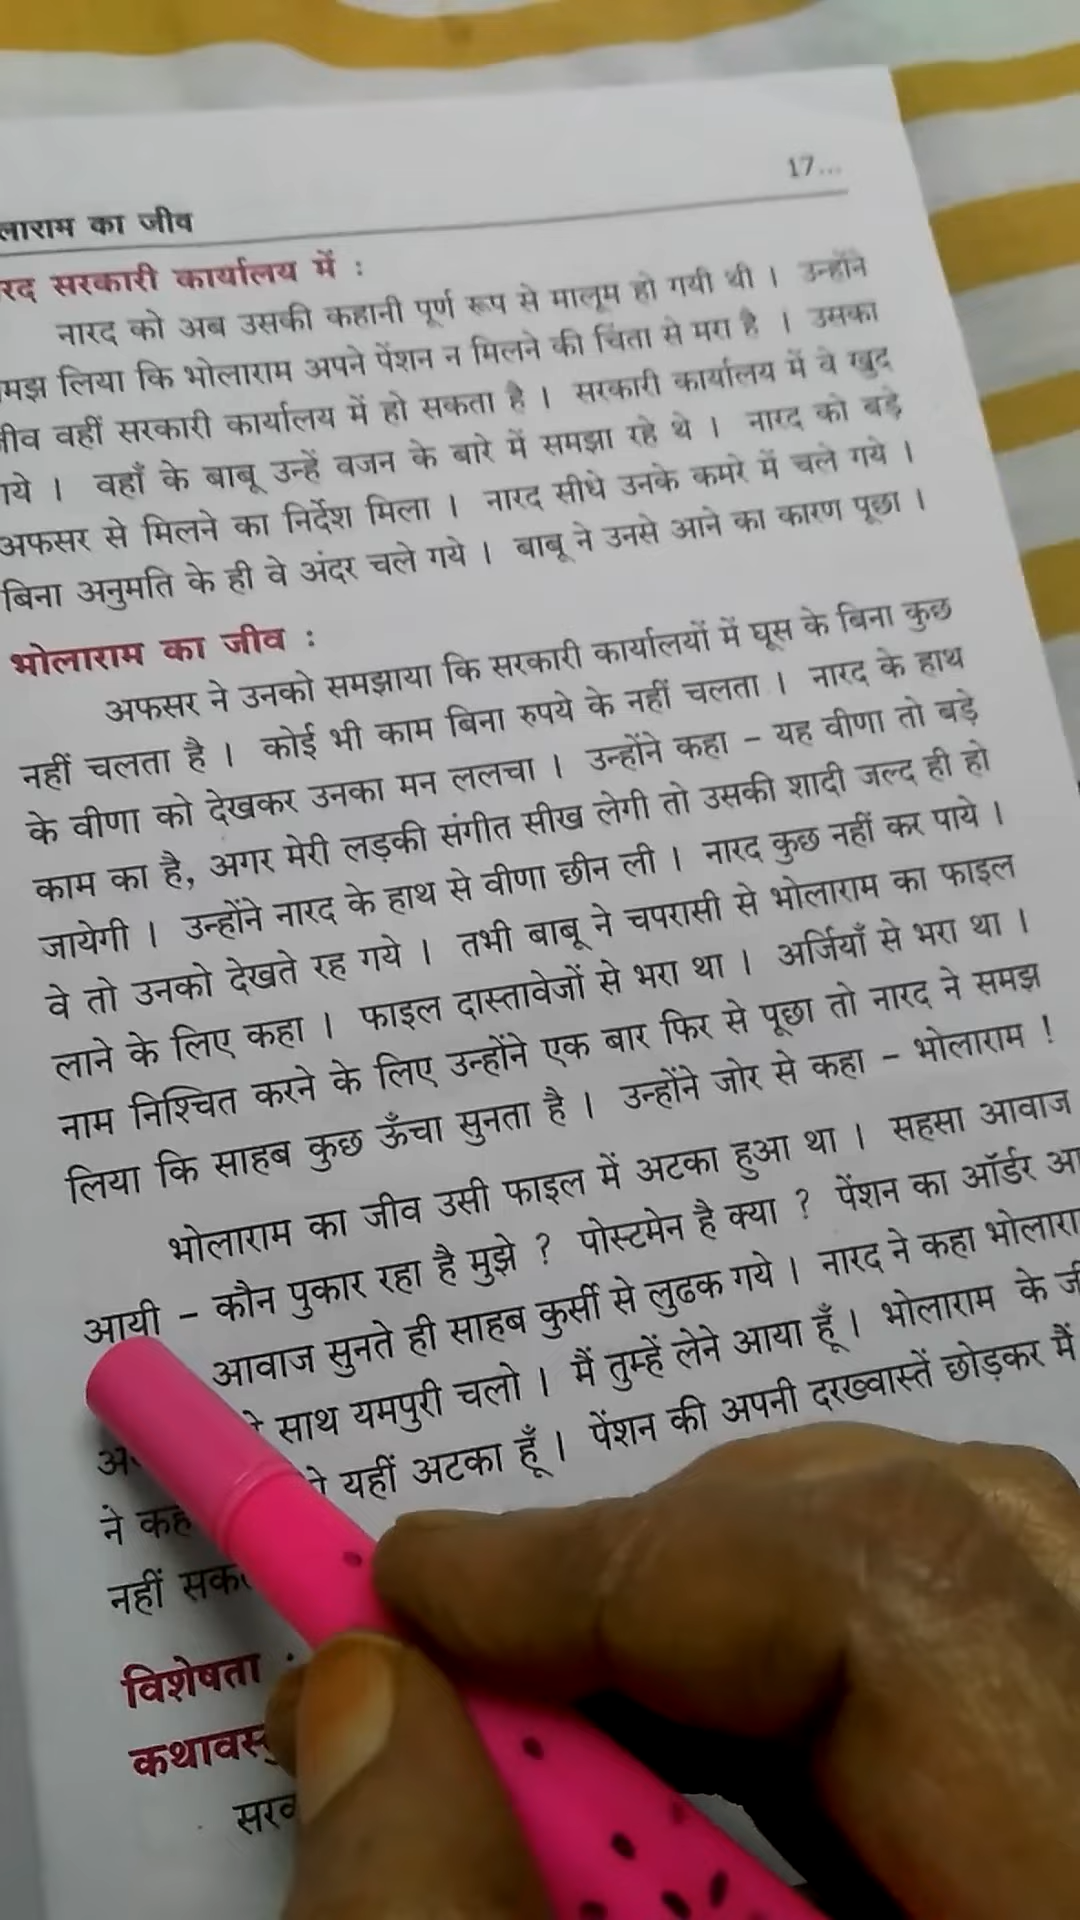 17...
लाराम का जीव
रद सरकारी कार्यालय में :
नारद को अब उसकी कहानी पूर्ण रूप से मालूम हो गयी थी । उन्होंने
मझ लिया कि भोलाराम अपने पेंशन न मिलने की चिंता से मरा है । उसका
जीव वहीं सरकारी कार्यालय में हो सकता है । सरकारी कार्यालय में वे खुद
गये । वहाँ के बाबू उन्हें वजन के बारे में समझा रहे थे । नारद को बड़े
अफसर से मिलने का निर्देश मिला । नारद सीधे उनके कमरे में चले गये ।
बिना अनुमति के ही वे अंदर चले गये । बाबू ने उनसे आने का कारण पूछा ।
भोलाराम का जीव :
अफसर ने उनको समझाया कि सरकारी कार्यालयों में घूस के बिना कुछ
नहीं चलता है । कोई भी काम बिना रुपये के नहीं चलता । नारद के हाथ
के वीणा को देखकर उनका मन ललचा । उन्होंने कहा – यह वीणा तो बड़े
काम का है, अगर मेरी लड़की संगीत सीख लेगी तो उसकी शादी जल्द ही हो
जायेगी । उन्होंने नारद के हाथ से वीणा छीन ली । नारद कुछ नहीं कर पाये ।
वे तो उनको देखते रह गये । तभी बाबू ने चपरासी से भोलाराम का फाइल
लाने के लिए कहा । फाइल दास्तावेजों से भरा था । अर्जियाँ से भरा था ।
नाम निश्चित करने के लिए उन्होंने एक बार फिर से पूछा तो नारद ने समझ
लिया कि साहब कुछ ऊँचा सुनता है । उन्होंने जोर से कहा – भोलाराम !
भोलाराम का जीव उसी फाइल में अटका हुआ था । सहसा आवाज
आयी – कौन पुकार रहा है मुझे ? पोस्टमेन है क्या ? पेंशन का ऑर्डर आ
आवाज सुनते ही साहब कुर्सी से लुढक गये । नारद ने कहा भोलारा
साथ यमपुरी चलो । मैं तुम्हें लेने आया हूँ । भोलाराम के जी
ने कह यहीं अटका हूँ । पेंशन की अपनी दरख्वास्तें छोड़कर मैं
नहीं सक
विशेषता :
कथावस्
सरक